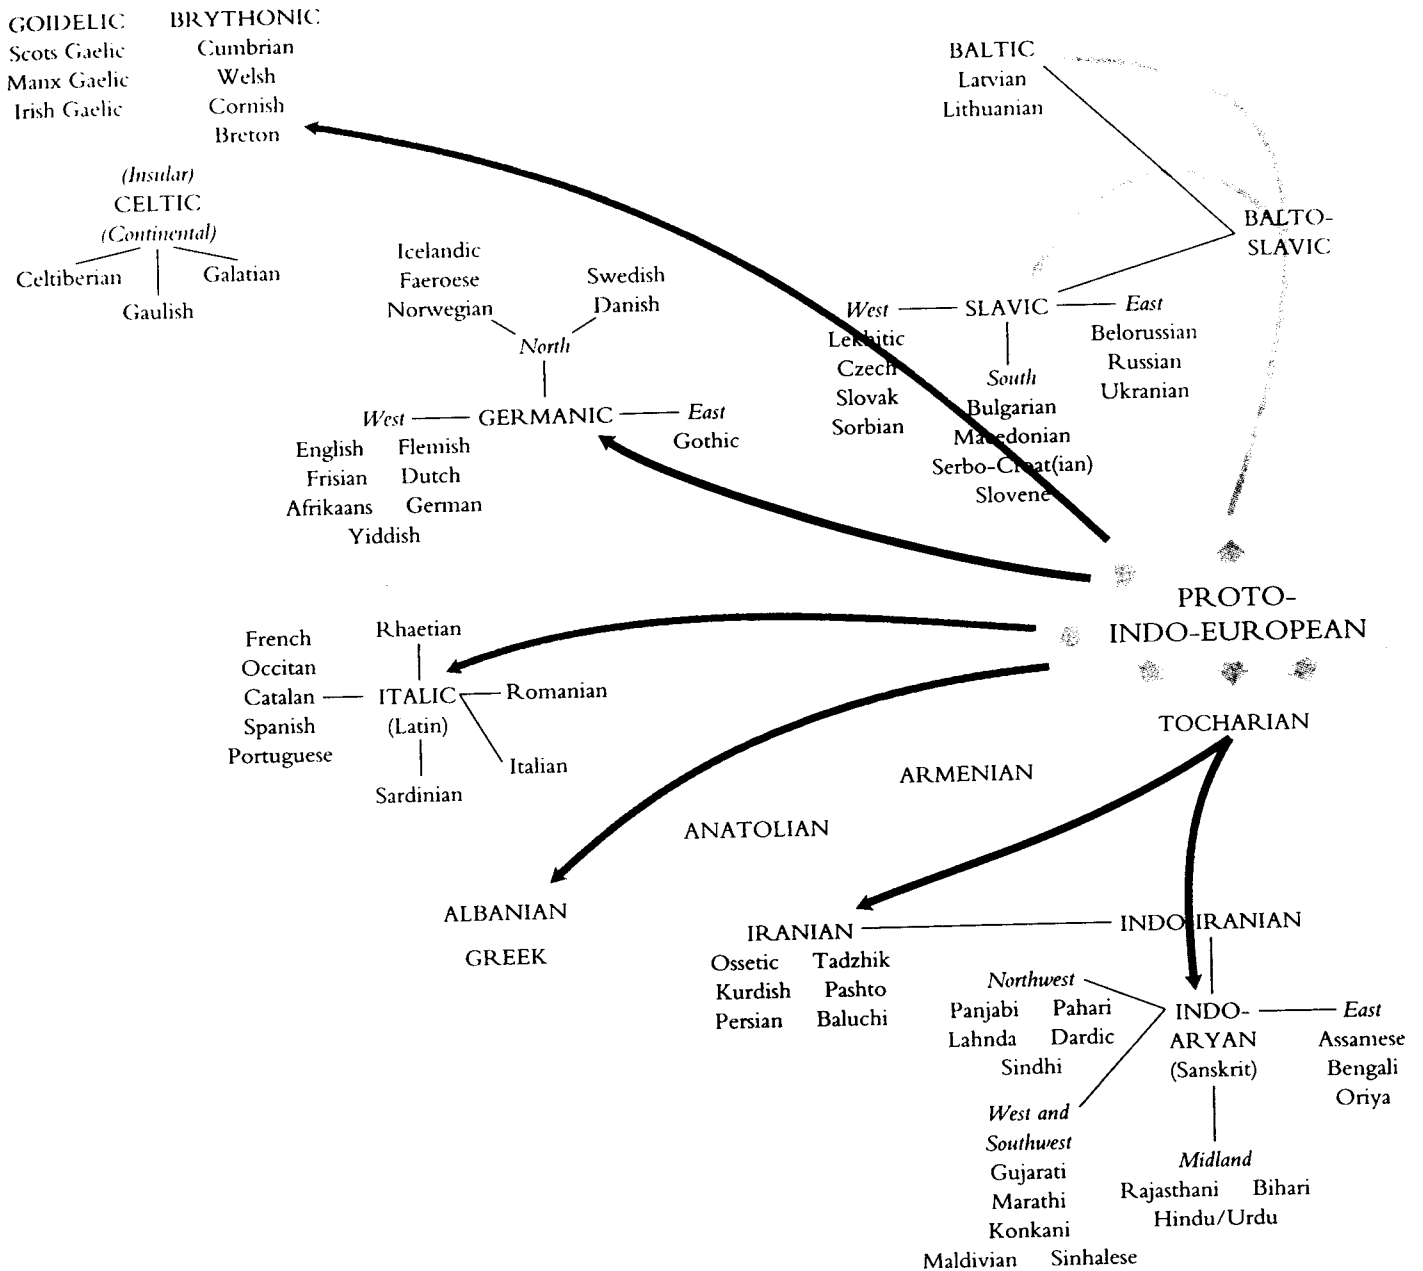 GOIDELIC
Scots Gaelic
Manx Gaelic
Irish Gaelic
BRYTHONIC
Cumbrian
Welsh
Cornish
Breton
(Insular)
CELTIC
(Continental)
Celtiberian
Gaulish
Galatian
Icelandic
Faeroese
Norwegian
Swedish
Danish
North
West
GERMANIC
East
Gothic
English Flemish
Frisian Dutch
Afrikaans German
Yiddish
BALTIC
Latvian
Lithuanian
BALTO-
SLAVIC
West
Lekhitic
Czech
Slovak
Sorbian
SLAVIC
East
Belorussian
Russian
Ukranian
South
Bulgarian
Macedonian
Serbo-Croat(ian)
Slovene
PROTO-
INDO-EUROPEAN
French
Occitan
Catalan
Spanish
Portuguese
Rhaetian
ITALIC
(Latin)
Romanian
Italian
Sardinian
TOCHARIAN
ARMENIAN
ANATOLIAN
ALBANIAN
GREEK
IRANIAN
Ossetic Tadzhik
Kurdish Pashto
Persian Baluchi
INDO-IRANIAN
Northwest
Panjabi Pahari
Lahnda Dardic
Sindhi
INDO-
ARYAN
(Sanskrit)
East
Assamese
Bengali
Oriya
West and
Southwest
Gujarati
Marathi
Konkani
Maldivian Sinhalese
Midland
Rajasthani Bihari
Hindu/Urdu